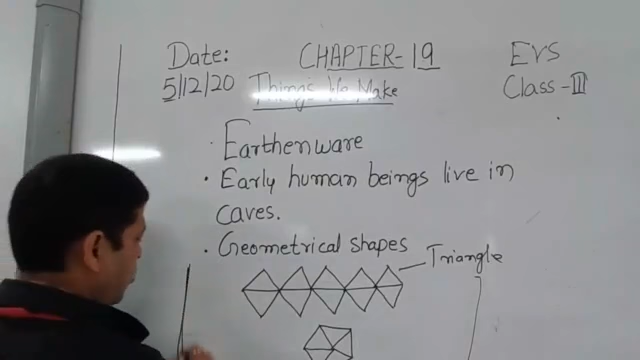 Date: CHAPTER-19 EVS
5/12/20 Things We Make Class-III
· Earthenware
· Early human beings live in
caves.
· Geometrical shapes
Triangle